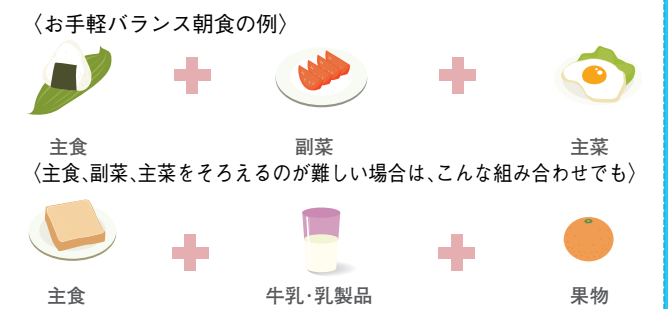 〈お手軽バランス朝食の例〉
主食 副菜 主菜
〈主食、副菜、主菜をそろえるのが難しい場合は、こんな組み合わせでも〉
主食 牛乳・乳製品 果物